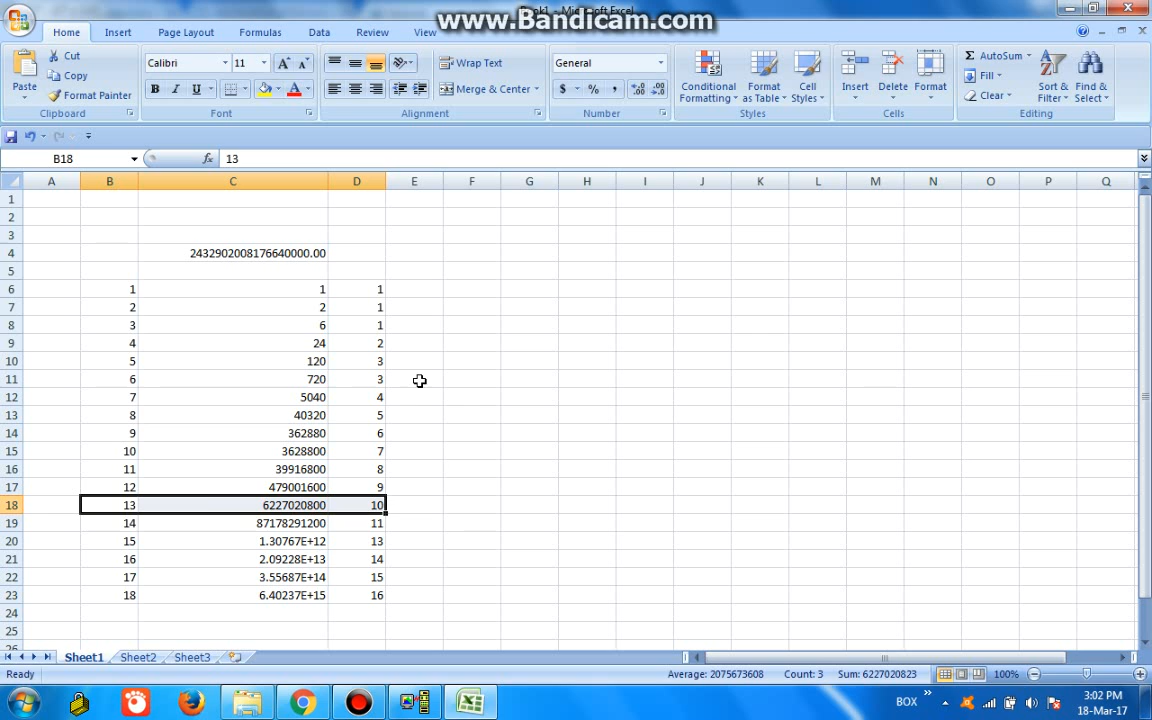 Book1 - Microsoft Excel
www.Bandicam.com
Home Insert Page Layout Formulas Data Review View
Paste Cut Calibri 11 Wrap Text General Conditional Formatting Format as Table Cell Styles Insert Delete Format AutoSum Sort & Filter Find & Select
Copy Fill
Format Painter B I U A Merge & Center $ % , Clear
Clipboard Font Alignment Number Styles Cells Editing
B18 fx 13
A B C D E F G H I J K L M N O P Q
1
2
3
4 2432902008176640000.00
5
6 1 1 1
7 2 2 1
8 3 6 1
9 4 24 2
10 5 120 3
11 6 720 3
12 7 5040 4
13 8 40320 5
14 9 362880 6
15 10 3628800 7
16 11 39916800 8
17 12 479001600 9
18 13 6227020800 10
19 14 87178291200 11
20 15 1.30767E+12 13
21 16 2.09228E+13 14
22 17 3.55687E+14 15
23 18 6.40237E+15 16
24
25
26
Sheet1 Sheet2 Sheet3
Ready Average: 2075673608 Count: 3 Sum: 6227020823 100%
BOX » 3:02 PM
18-Mar-17